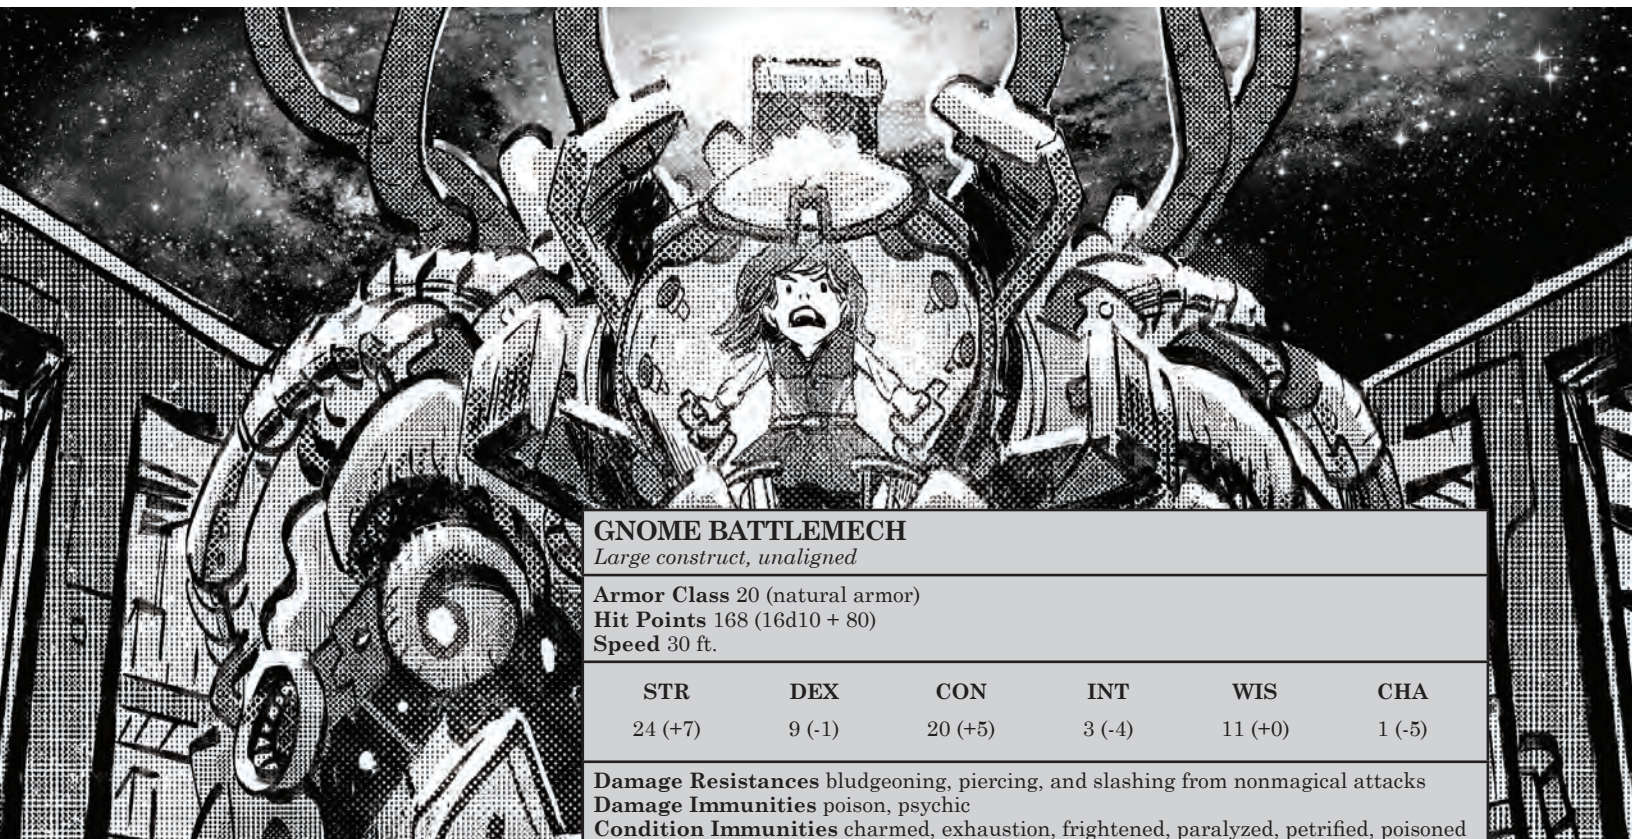 GNOME BATTLEMECH
Large construct, unaligned
Armor Class 20 (natural armor)
Hit Points 168 (16d10 + 80)
Speed 30 ft.
STR DEX CON INT WIS CHA
24 (+7) 9 (-1) 20 (+5) 3 (-4) 11 (+0) 1 (-5)
Damage Resistances bludgeoning, piercing, and slashing from nonmagical attacks
Damage Immunities poison, psychic
Condition Immunities charmed, exhaustion, frightened, paralyzed, petrified, poisoned